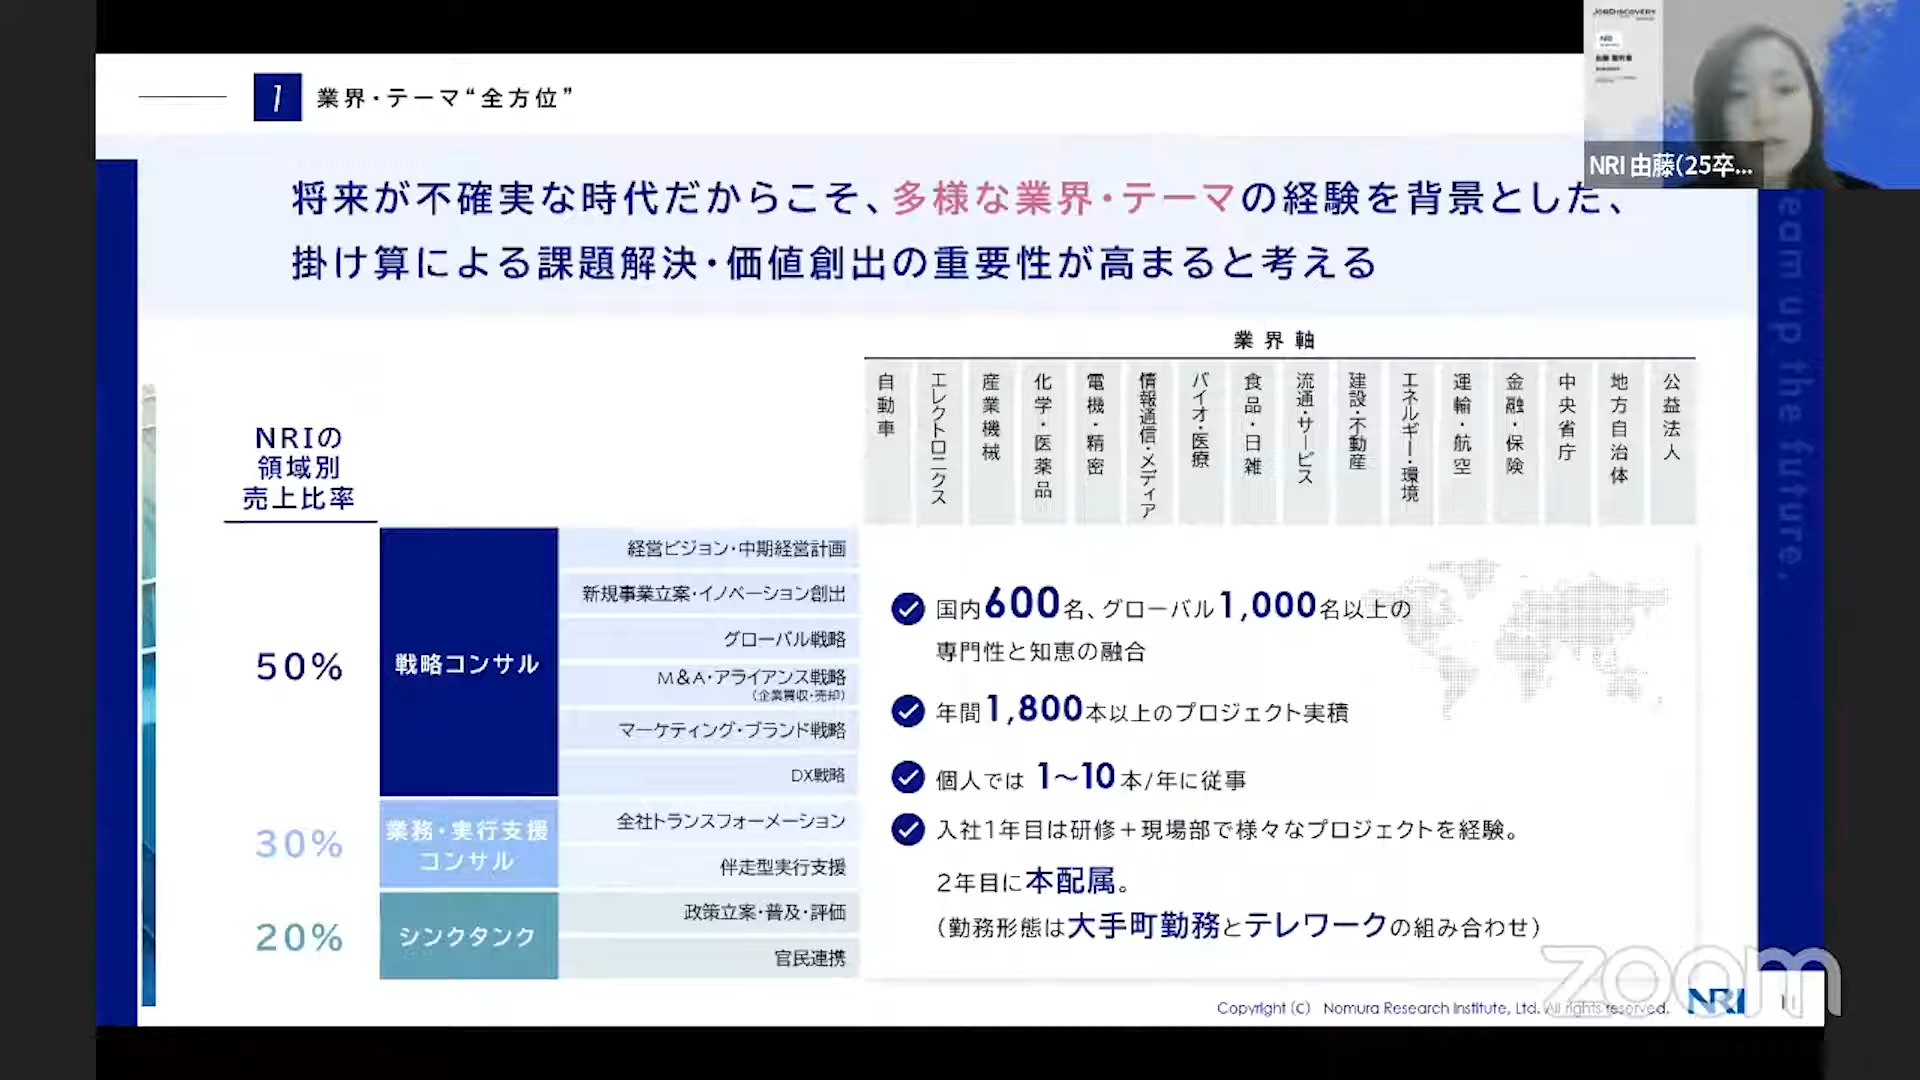 1 業界・テーマ“全方位”
将来が不確実な時代だからこそ、多様な業界・テーマの経験を背景とした、
掛け算による課題解決・価値創出の重要性が高まると考える
業界軸
自動車
エレクトロニクス
産業機械
化学・医薬品
電機・精密
情報通信・メディア
バイオ・医療
食品・日雑
流通・サービス
建設・不動産
エネルギー・環境
運輸・航空
金融・保険
中央省庁
地方自治体
公益法人
NRIの
領域別
売上比率
50%
戦略コンサル
経営ビジョン・中期経営計画
新規事業立案・イノベーション創出
グローバル戦略
M&A・アライアンス戦略
(企業買収・売却)
マーケティング・ブランド戦略
DX戦略
30%
業務・実行支援
コンサル
全社トランスフォーメーション
伴走型実行支援
20%
シンクタンク
政策立案・普及・評価
官民連携
国内600名、グローバル1,000名以上の
専門性と知恵の融合
年間1,800本以上のプロジェクト実積
個人では 1～10本/年に従事
入社1年目は研修＋現場部で様々なプロジェクトを経験。
2年目に本配属。
(勤務形態は大手町勤務とテレワークの組み合わせ)
Copyright (C) Nomura Research Institute, Ltd. All rights reserved.
NRI
11
zoom
eam up the future.
JOBDISCOVERY
NRI
NRI 由藤(25卒...